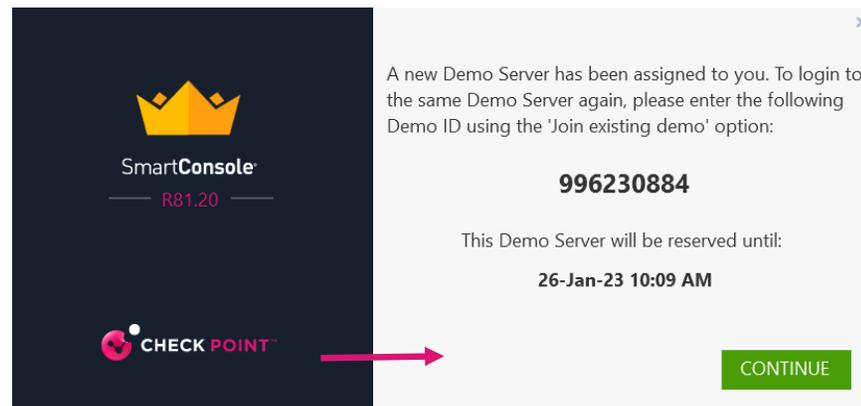 SmartConsole
R81.20
CHECK POINT™
A new Demo Server has been assigned to you. To login to
the same Demo Server again, please enter the following
Demo ID using the 'Join existing demo' option:
996230884
This Demo Server will be reserved until:
26-Jan-23 10:09 AM
CONTINUE